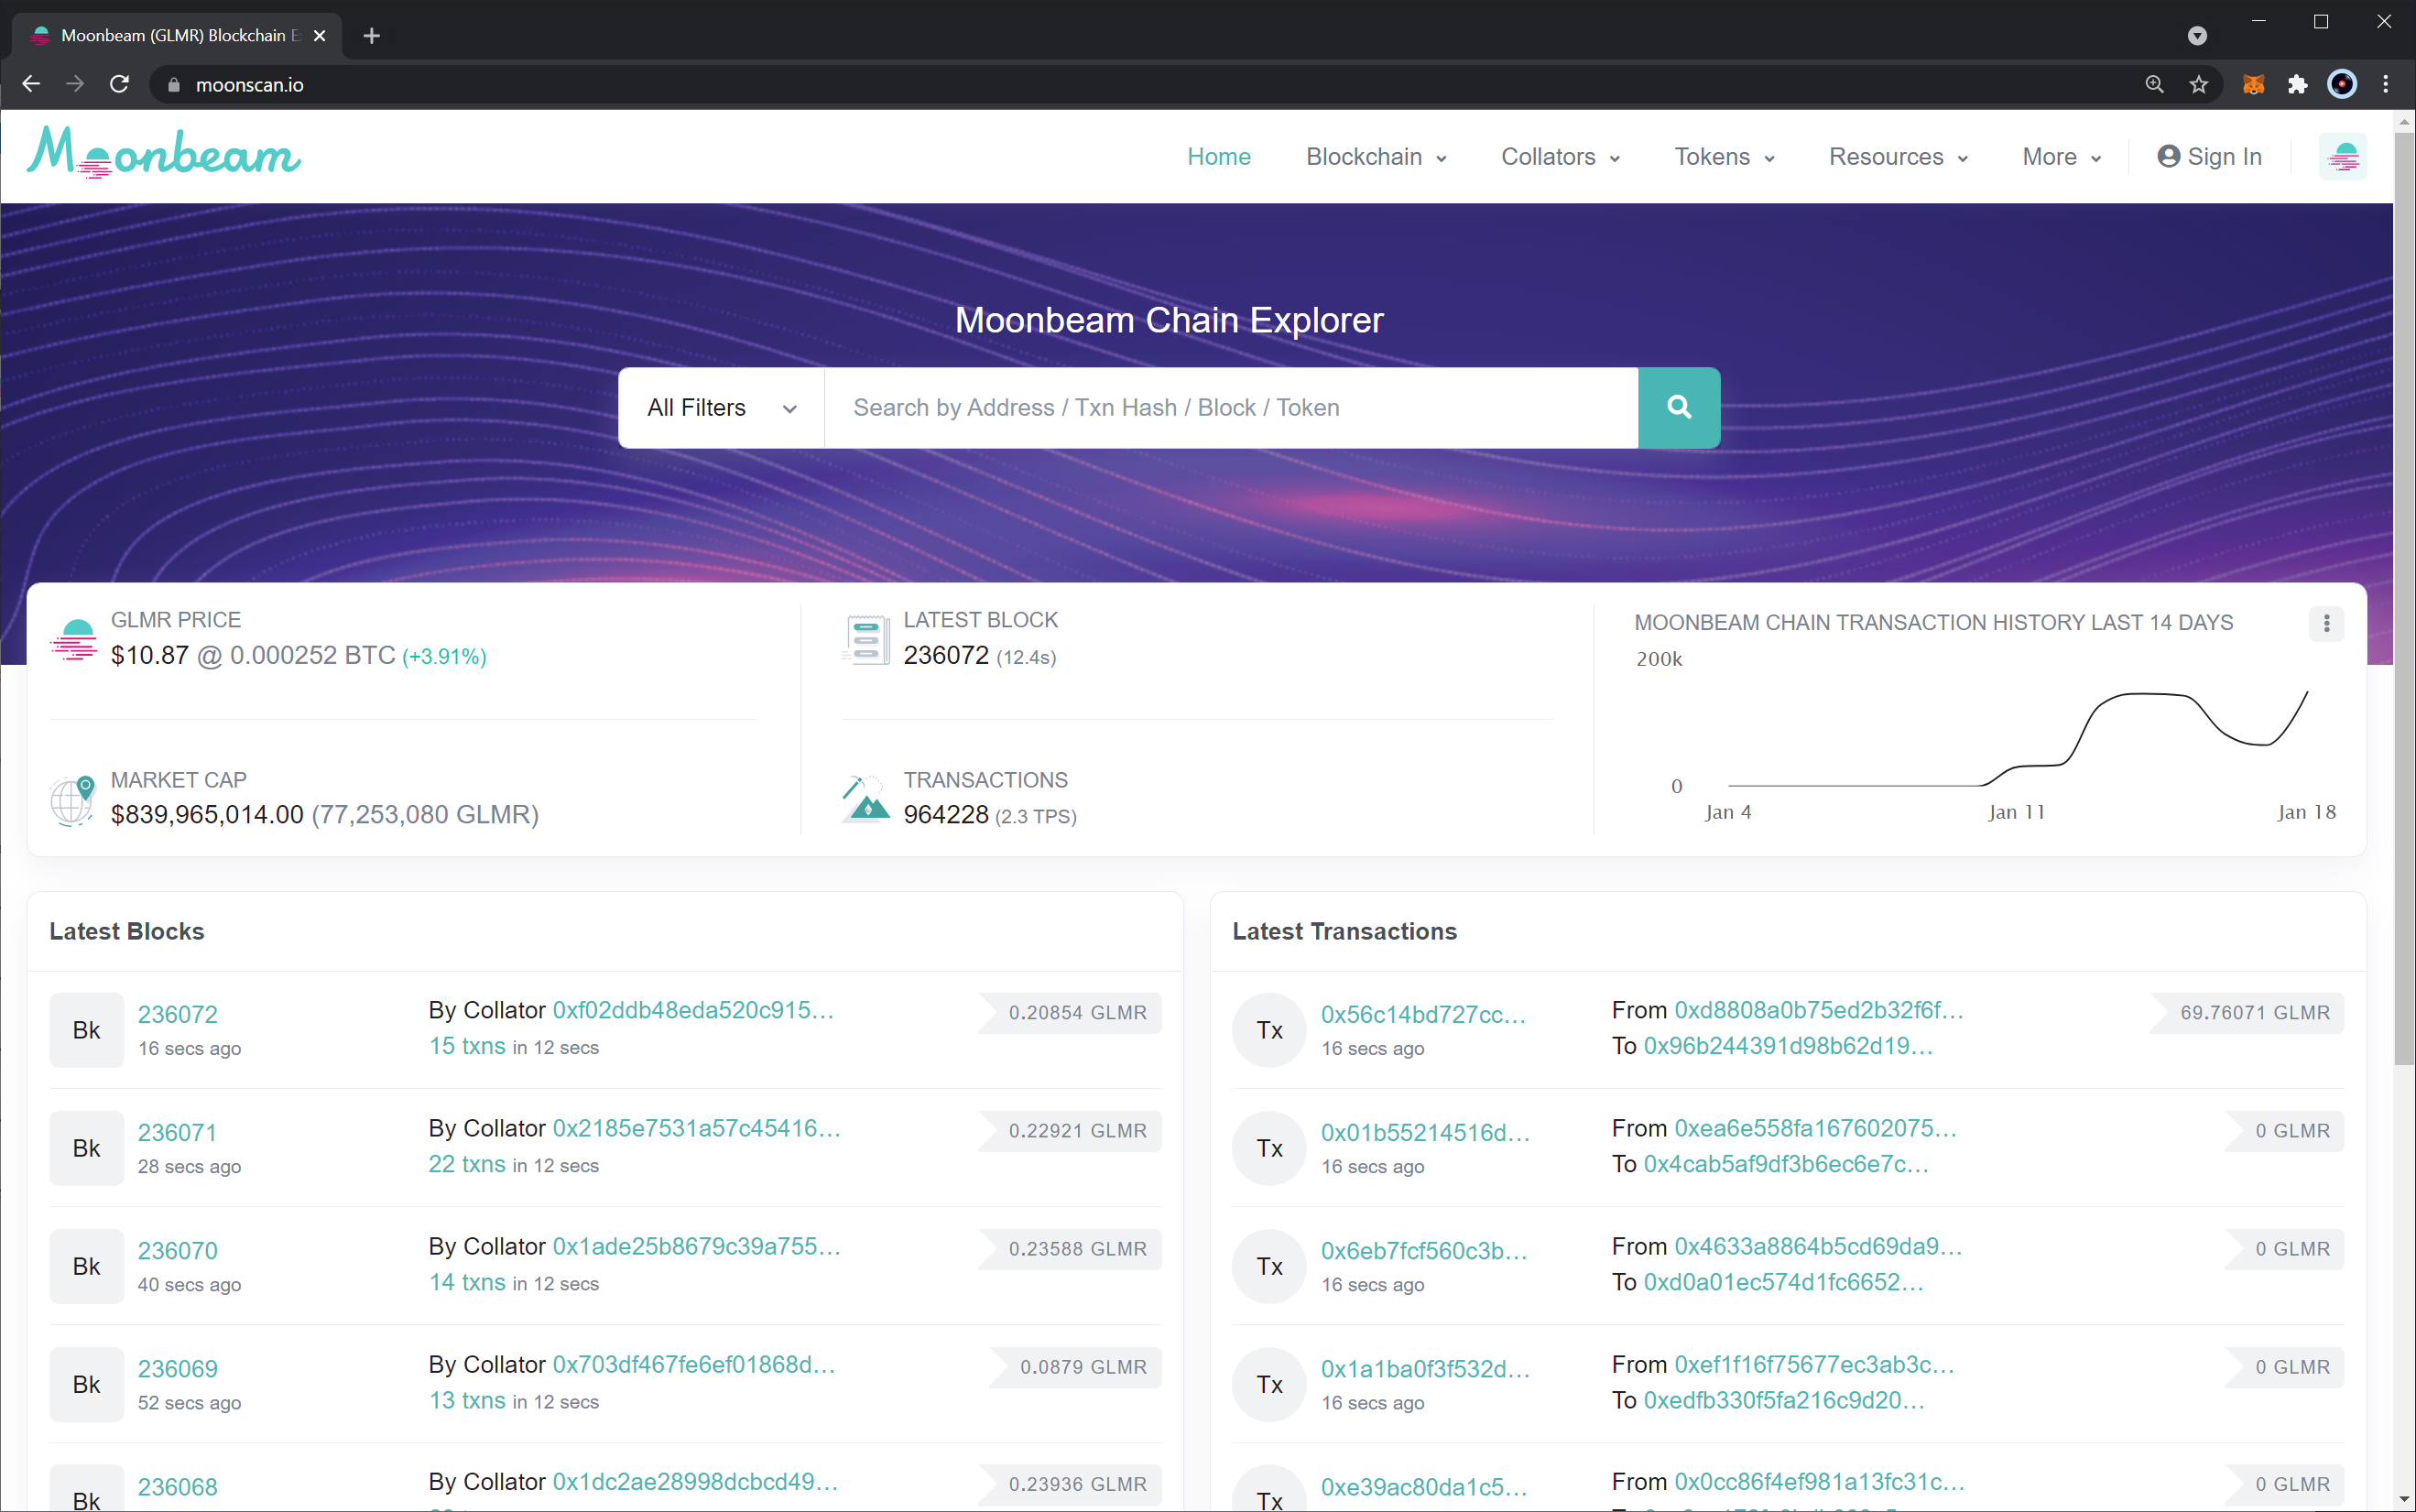 Moonbeam (GLMR) Blockchain E
moonscan.io
Moonbeam
Home Blockchain Collators Tokens Resources More Sign In
Moonbeam Chain Explorer
All Filters Search by Address / Txn Hash / Block / Token
GLMR PRICE
$10.87 @ 0.000252 BTC (+3.91%)
MARKET CAP
$839,965,014.00 (77,253,080 GLMR)
LATEST BLOCK
236072 (12.4s)
TRANSACTIONS
964228 (2.3 TPS)
MOONBEAM CHAIN TRANSACTION HISTORY LAST 14 DAYS
200k
0
Jan 4 Jan 11 Jan 18
Latest Blocks
Bk 236072 By Collator 0xf02ddb48eda520c915... 0.20854 GLMR
16 secs ago 15 txns in 12 secs
Bk 236071 By Collator 0x2185e7531a57c45416... 0.22921 GLMR
28 secs ago 22 txns in 12 secs
Bk 236070 By Collator 0x1ade25b8679c39a755... 0.23588 GLMR
40 secs ago 14 txns in 12 secs
Bk 236069 By Collator 0x703df467fe6ef01868d... 0.0879 GLMR
52 secs ago 13 txns in 12 secs
Bk 236068 By Collator 0x1dc2ae28998dcbcd49... 0.23936 GLMR
Latest Transactions
Tx 0x56c14bd727cc... From 0xd8808a0b75ed2b32f6f... 69.76071 GLMR
16 secs ago To 0x96b244391d98b62d19...
Tx 0x01b55214516d... From 0xea6e558fa167602075... 0 GLMR
16 secs ago To 0x4cab5af9df3b6ec6e7c...
Tx 0x6eb7fcf560c3b... From 0x4633a8864b5cd69da9... 0 GLMR
16 secs ago To 0xd0a01ec574d1fc6652...
Tx 0x1a1ba0f3f532d... From 0xef1f16f75677ec3ab3c... 0 GLMR
16 secs ago To 0xedfb330f5fa216c9d20...
Tx 0xe39ac80da1c5... From 0x0cc86f4ef981a13fc31c... 0 GLMR